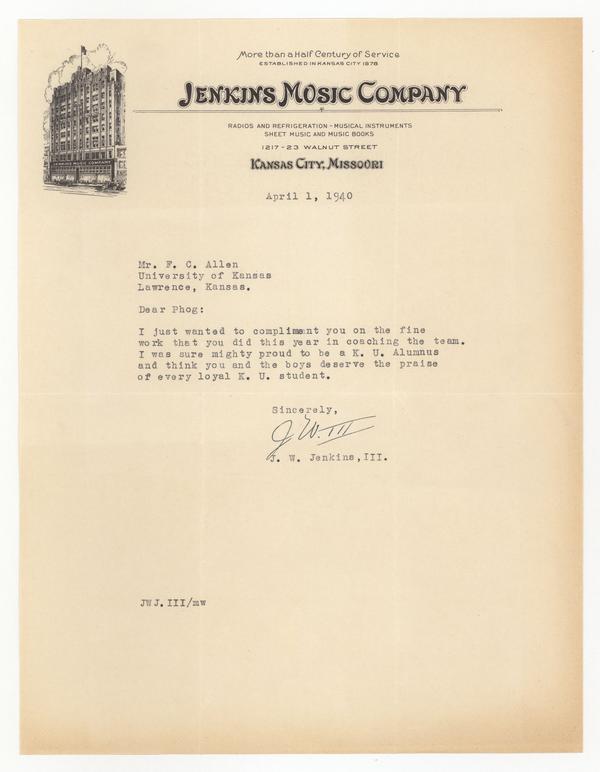 More than a Half Century of Service
ESTABLISHED IN KANSAS CITY 1878
JENKINS MUSIC COMPANY
RADIOS AND REFRIGERATION - MUSICAL INSTRUMENTS
SHEET MUSIC AND MUSIC BOOKS
1217-23 WALNUT STREET
KANSAS CITY, MISSOURI
JENKINS MUSIC COMPANY
April 1, 1940
Mr. F. C. Allen
University of Kansas
Lawrence, Kansas.
Dear Phog:
I just wanted to compliment you on the fine
work that you did this year in coaching the team.
I was sure mighty proud to be a K. U. Alumnus
and think you and the boys deserve the praise
of every loyal K. U. student.
Sincerely,
JW.III
J. W. Jenkins,III.
JWJ.III/mw